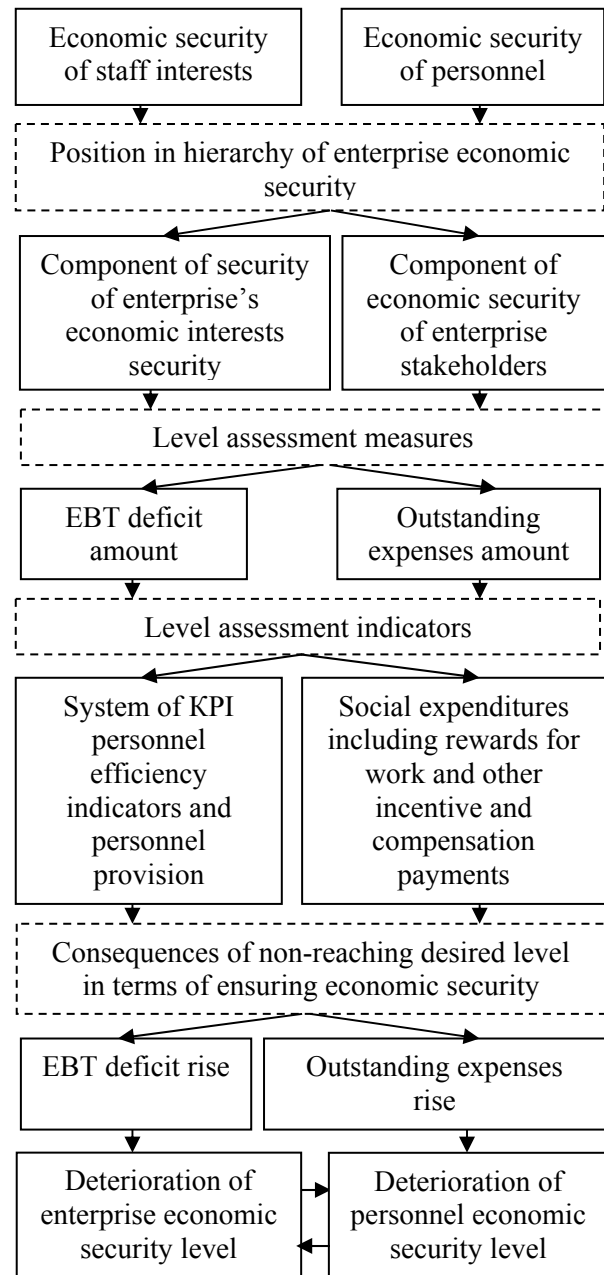 Economic security
of staff interests
Economic security
of personnel
Position in hierarchy of enterprise economic
security
Component of security
of enterprise's
economic interests
security
Component of
economic security
of enterprise
stakeholders
Level assessment measures
EBT deficit
amount
Outstanding
expenses amount
Level assessment indicators
System of KPI
personnel
efficiency
indicators and
personnel
provision
Social expenditures
including rewards for
work and other
incentive and
compensation
payments
Consequences of non-reaching desired level
in terms of ensuring economic security
EBT deficit rise
Outstanding expenses
rise
Deterioration of
enterprise economic
security level
Deterioration of
personnel economic
security level